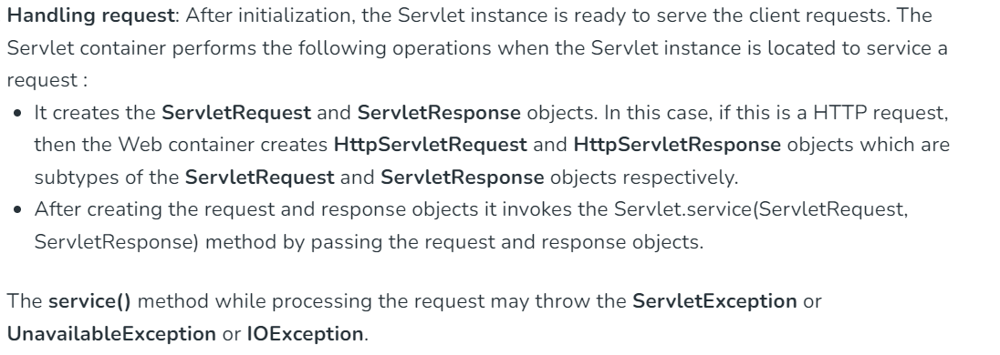 Handling request: After initialization, the Servlet instance is ready to serve the client requests. The
Servlet container performs the following operations when the Servlet instance is located to service a
request :
• It creates the ServletRequest and ServletResponse objects. In this case, if this is a HTTP request,
then the Web container creates HttpServletRequest and HttpServletResponse objects which are
subtypes of the ServletRequest and ServletResponse objects respectively.
• After creating the request and response objects it invokes the Servlet.service(ServletRequest,
ServletResponse) method by passing the request and response objects.
The service() method while processing the request may throw the ServletException or
UnavailableException or IOException.